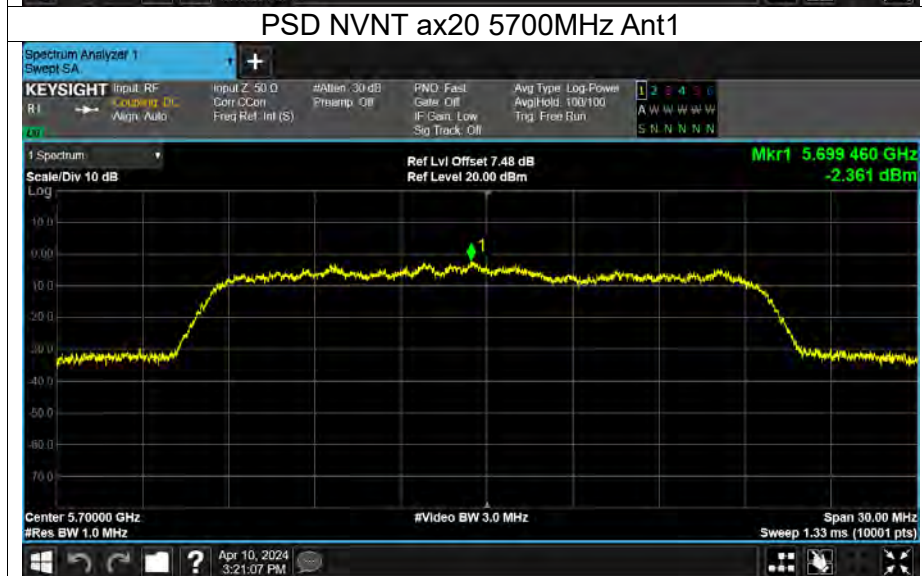 PSD NVNT ax20 5700MHz Ant1
Spectrum Analyzer 1
Swept SA
+
KEYSIGHT Input: RF
Coupling: DC
Align: Auto
Input Z: 50 Ω
Corr CCorr
Freq Ref: Int (S)
#Atten: 30 dB
Preamp: Off
PNO: Fast
Gate: Off
IF Gain: Low
Sig Track: Off
Avg Type: Log-Power
Avg|Hold: 100/100
Trig: Free Run
1 2 3 4 5 6
A W W W W W
S N N N N N
1 Spectrum
Scale/Div 10 dB
Log
Ref Lvl Offset 7.48 dB
Ref Level 20.00 dBm
Mkr1 5.699 460 GHz
-2.361 dBm
10.0
0.00
-10.0
-20.0
-30.0
-40.0
-50.0
-60.0
-70.0
1
Center 5.70000 GHz
#Res BW 1.0 MHz
#Video BW 3.0 MHz
Span 30.00 MHz
Sweep 1.33 ms (10001 pts)
?
Apr 10, 2024
3:21:07 PM